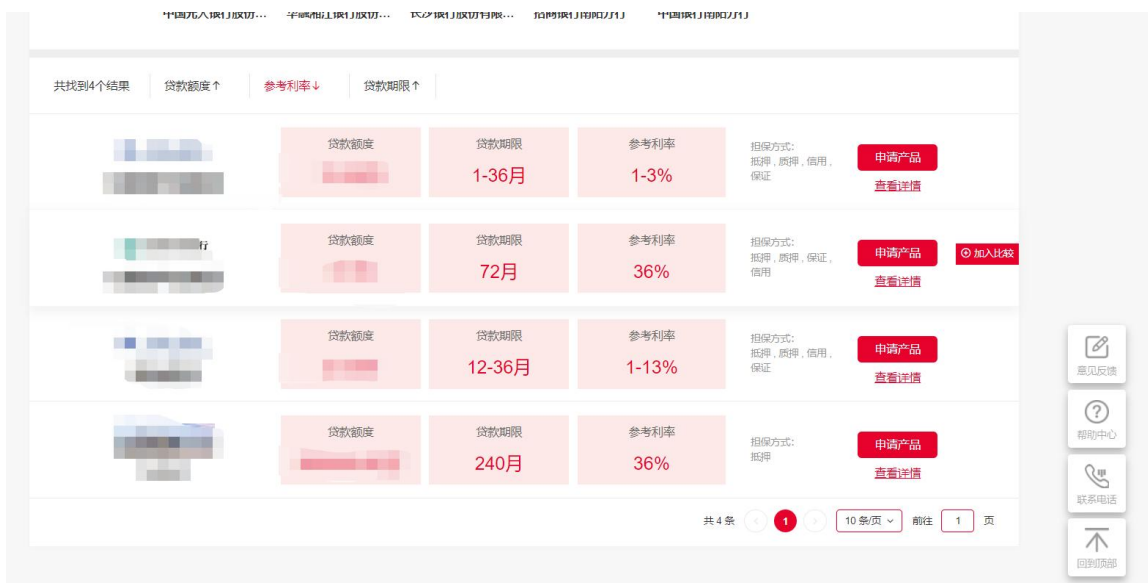 共找到4个结果 贷款额度↑ 参考利率↓ 贷款期限↑
贷款额度 贷款期限 参考利率
1-36月 1-3%
担保方式：
抵押 , 质押 , 信用 ,
保证
申请产品
查看详情
行
贷款额度 贷款期限 参考利率
72月 36%
担保方式：
抵押 , 质押 , 保证 ,
信用
申请产品
查看详情
加入比较
贷款额度 贷款期限 参考利率
12-36月 1-13%
担保方式：
抵押 , 质押 , 信用 ,
保证
申请产品
查看详情
贷款额度 贷款期限 参考利率
240月 36%
担保方式：
抵押
申请产品
查看详情
共 4 条 1 10 条/页 前往 1 页
意见反馈
帮助中心
联系电话
回到顶部